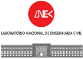 LNEC
LABORATÓRIO NACIONAL DE ENGENHARIA CIVIL